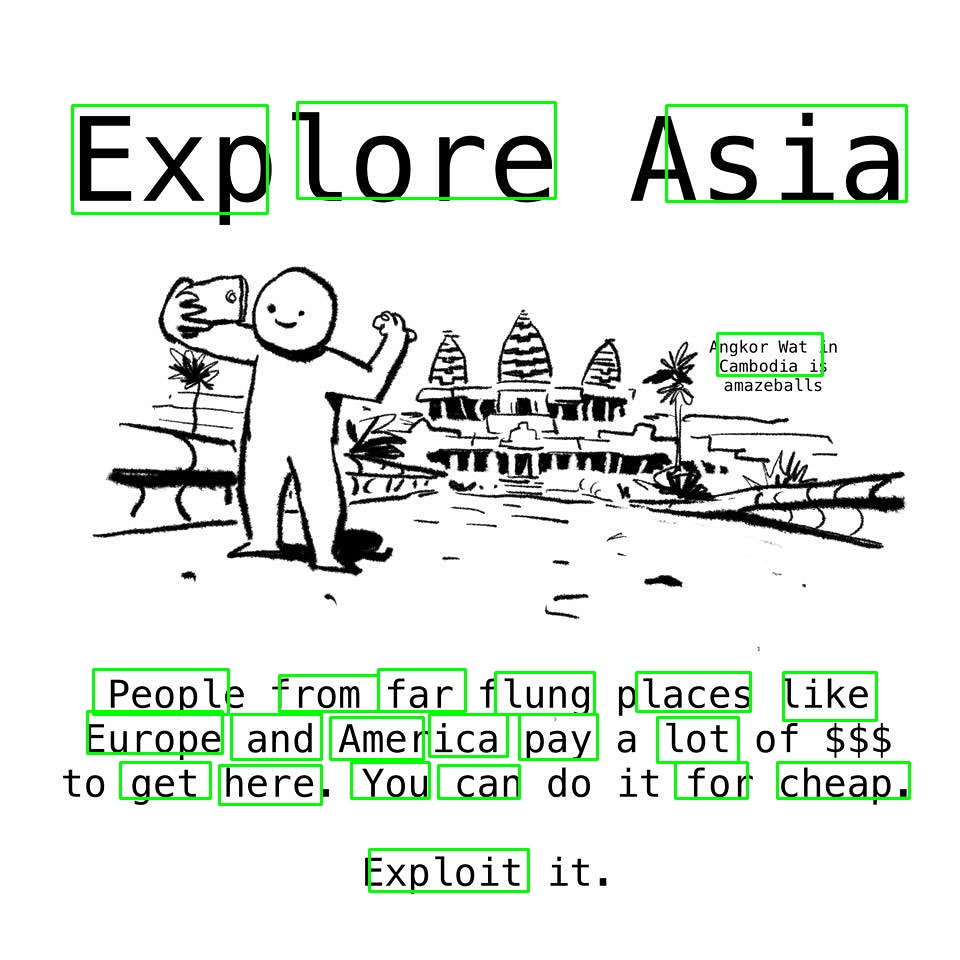 Explore Asia
Angkor Wat in
Cambodia is
amazeballs
People from far flung places like
Europe and America pay a lot of $$$
to get here. You can do it for cheap.
Exploit it.